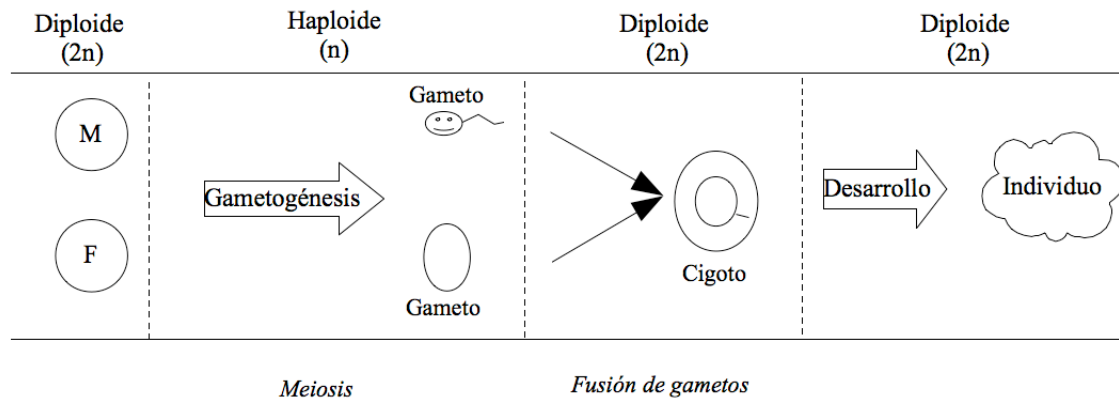 Diploide
(2n)
Haploide
(n)
Diploide
(2n)
Diploide
(2n)
M
F
Gametogénesis
Gameto
Gameto
Cigoto
Desarrollo
Individuo
Meiosis
Fusión de gametos